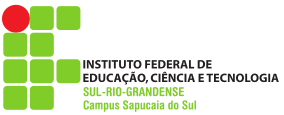 INSTITUTO FEDERAL DE
EDUCAÇÃO, CIÊNCIA E TECNOLOGIA
SUL-RIO-GRANDENSE
Campus Sapucaia do Sul